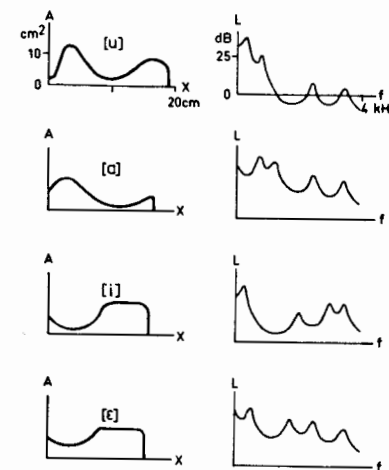 A [u] L
cm² dB
10 25
0 X 0 f
20cm 4 kH
A [a] L
X f
A [i] L
X f
A [ɛ] L
X f